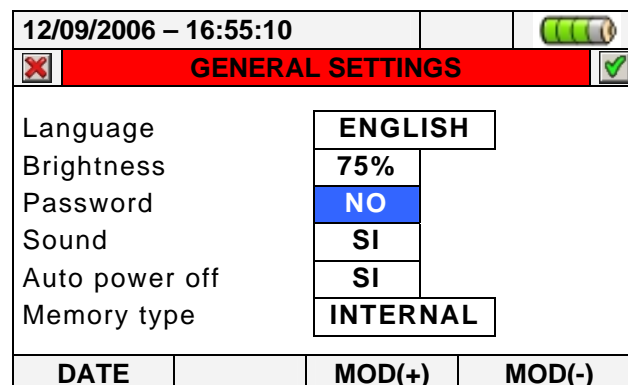 12/09/2006 – 16:55:10
GENERAL SETTINGS
Language ENGLISH
Brightness 75%
Password NO
Sound SI
Auto power off SI
Memory type INTERNAL
DATE MOD(+) MOD(-)